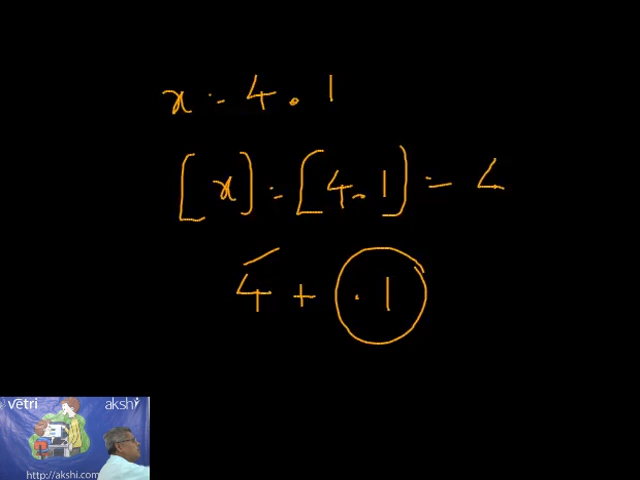 x = 4.1
[x] = [4.1] = 4
4 + .1
vetri akshi
http://akshi.com